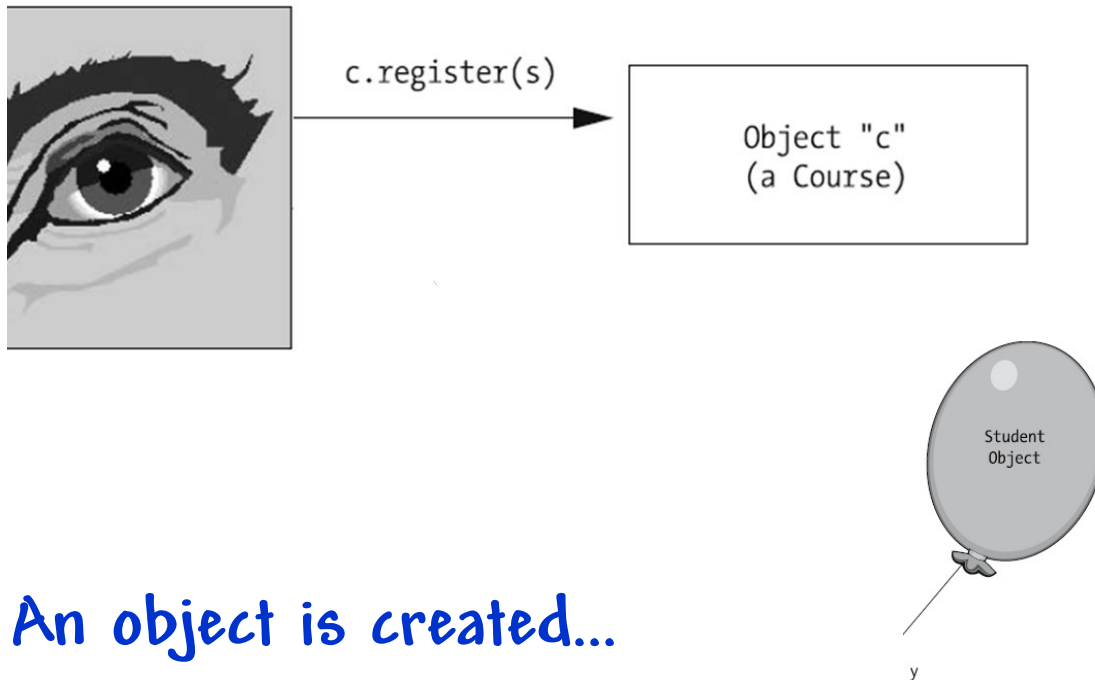 c.register(s)
Object "c"
(a Course)
Student
Object
An object is created...
y